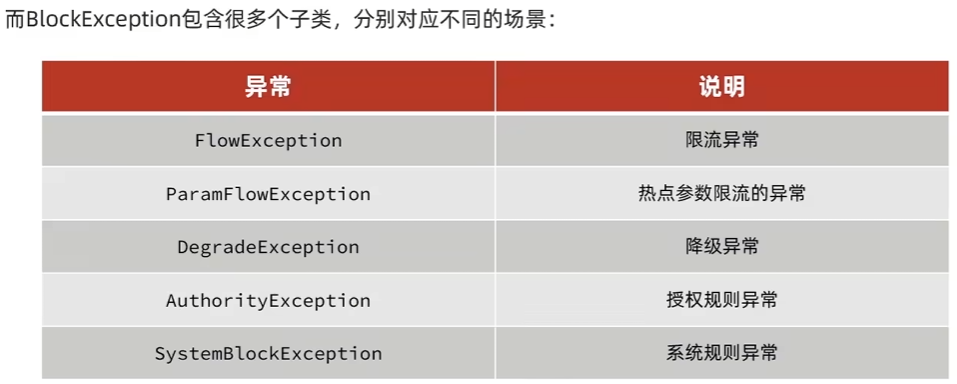 而BlockException包含很多个子类，分别对应不同的场景：
异常 说明
FlowException 限流异常
ParamFlowException 热点参数限流的异常
DegradeException 降级异常
AuthorityException 授权规则异常
SystemBlockException 系统规则异常